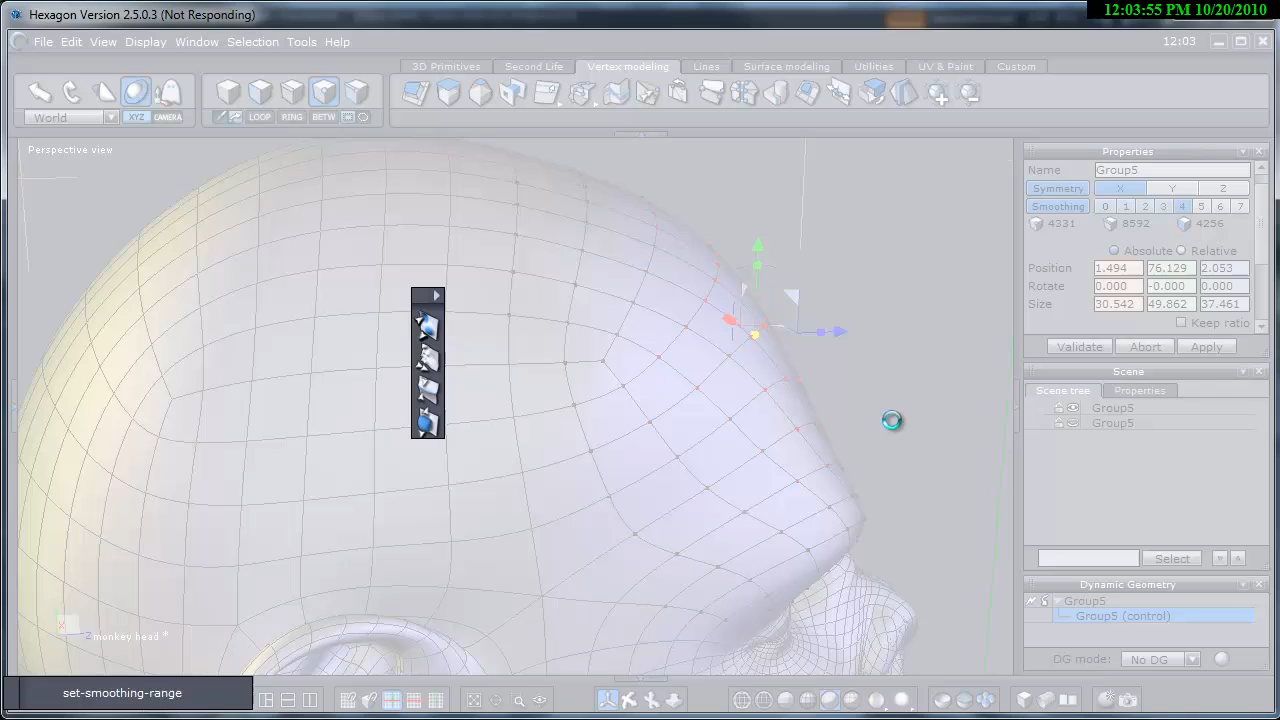 Hexagon Version 2.5.0.3 (Not Responding)
12:03:55 PM 10/20/2010
File Edit View Display Window Selection Tools Help
12:03
3D Primitives Second Life Vertex modeling Lines Surface modeling Utilities UV & Paint Custom
World XYZ CAMERA LOOP RING BETW
Perspective view
Properties
Name Group5
Symmetry X Y Z
Smoothing 0 1 2 3 4 5 6 7
4331 8592 4256
Absolute Relative
Position 1.494 76.129 2.053
Rotate 0.000 -0.000 0.000
Size 30.542 49.862 37.461
Keep ratio
Validate Abort Apply
Scene
Scene tree Properties
Group5
Group5
Select
Dynamic Geometry
Group5
Group5 (control)
DG mode: No DG
X
Z
monkey head *
set-smoothing-range